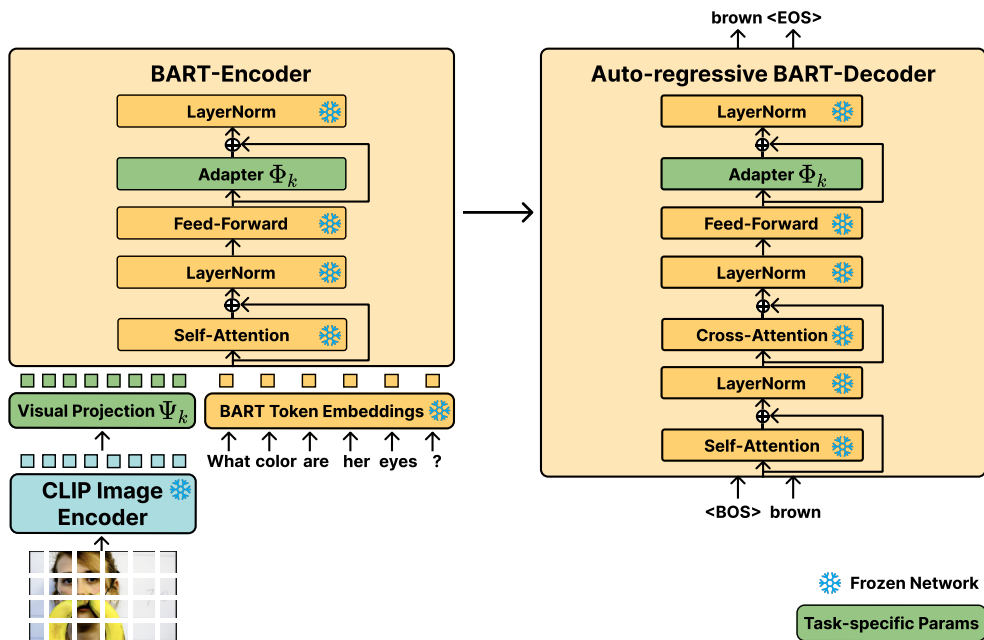 brown <EOS>
BART-Encoder
LayerNorm
Adapter Φk
Feed-Forward
LayerNorm
Self-Attention
Visual Projection Ψk
BART Token Embeddings
What color are her eyes ?
CLIP Image
Encoder
Auto-regressive BART-Decoder
LayerNorm
Adapter Φk
Feed-Forward
LayerNorm
Cross-Attention
LayerNorm
Self-Attention
<BOS> brown
Frozen Network
Task-specific Params